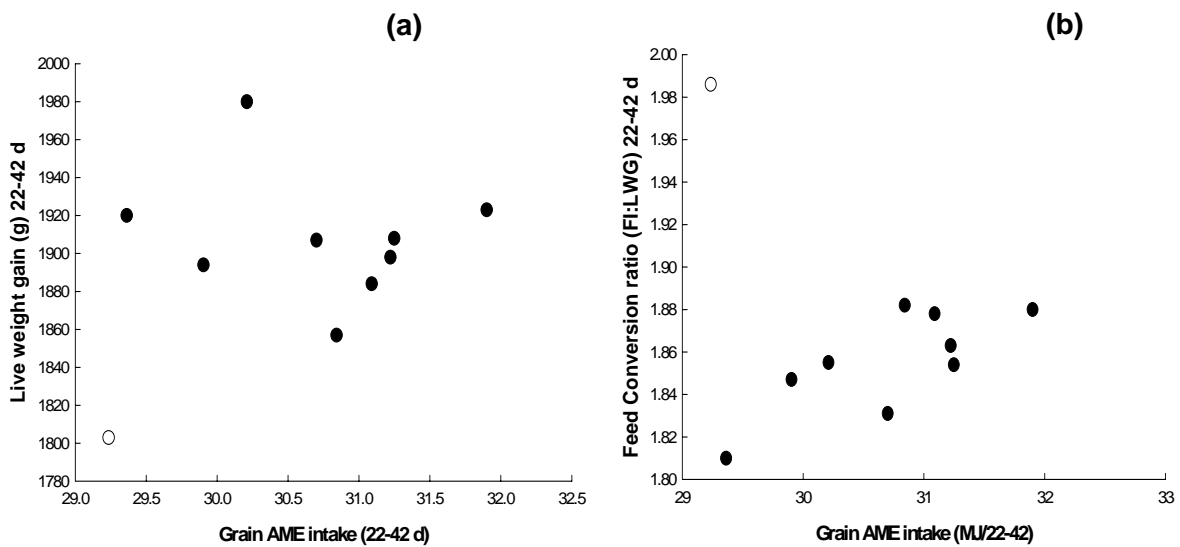 (a)
Live weight gain (g) 22-42 d
2000
1980
1960
1940
1920
1900
1880
1860
1840
1820
1800
1780
29.0 29.5 30.0 30.5 31.0 31.5 32.0 32.5
Grain AME intake (22-42 d)
(b)
Feed Conversion ratio (FI:LWG) 22-42 d
2.00
1.98
1.96
1.94
1.92
1.90
1.88
1.86
1.84
1.82
1.80
29 30 31 32 33
Grain AME intake (MJ/22-42)